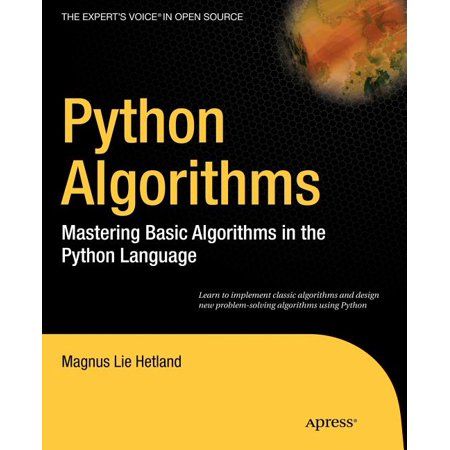 THE EXPERT'S VOICE® IN OPEN SOURCE
Python
Algorithms
Mastering Basic Algorithms in the
Python Language
Learn to implement classic algorithms and design
new problem-solving algorithms using Python
Magnus Lie Hetland
Apress®